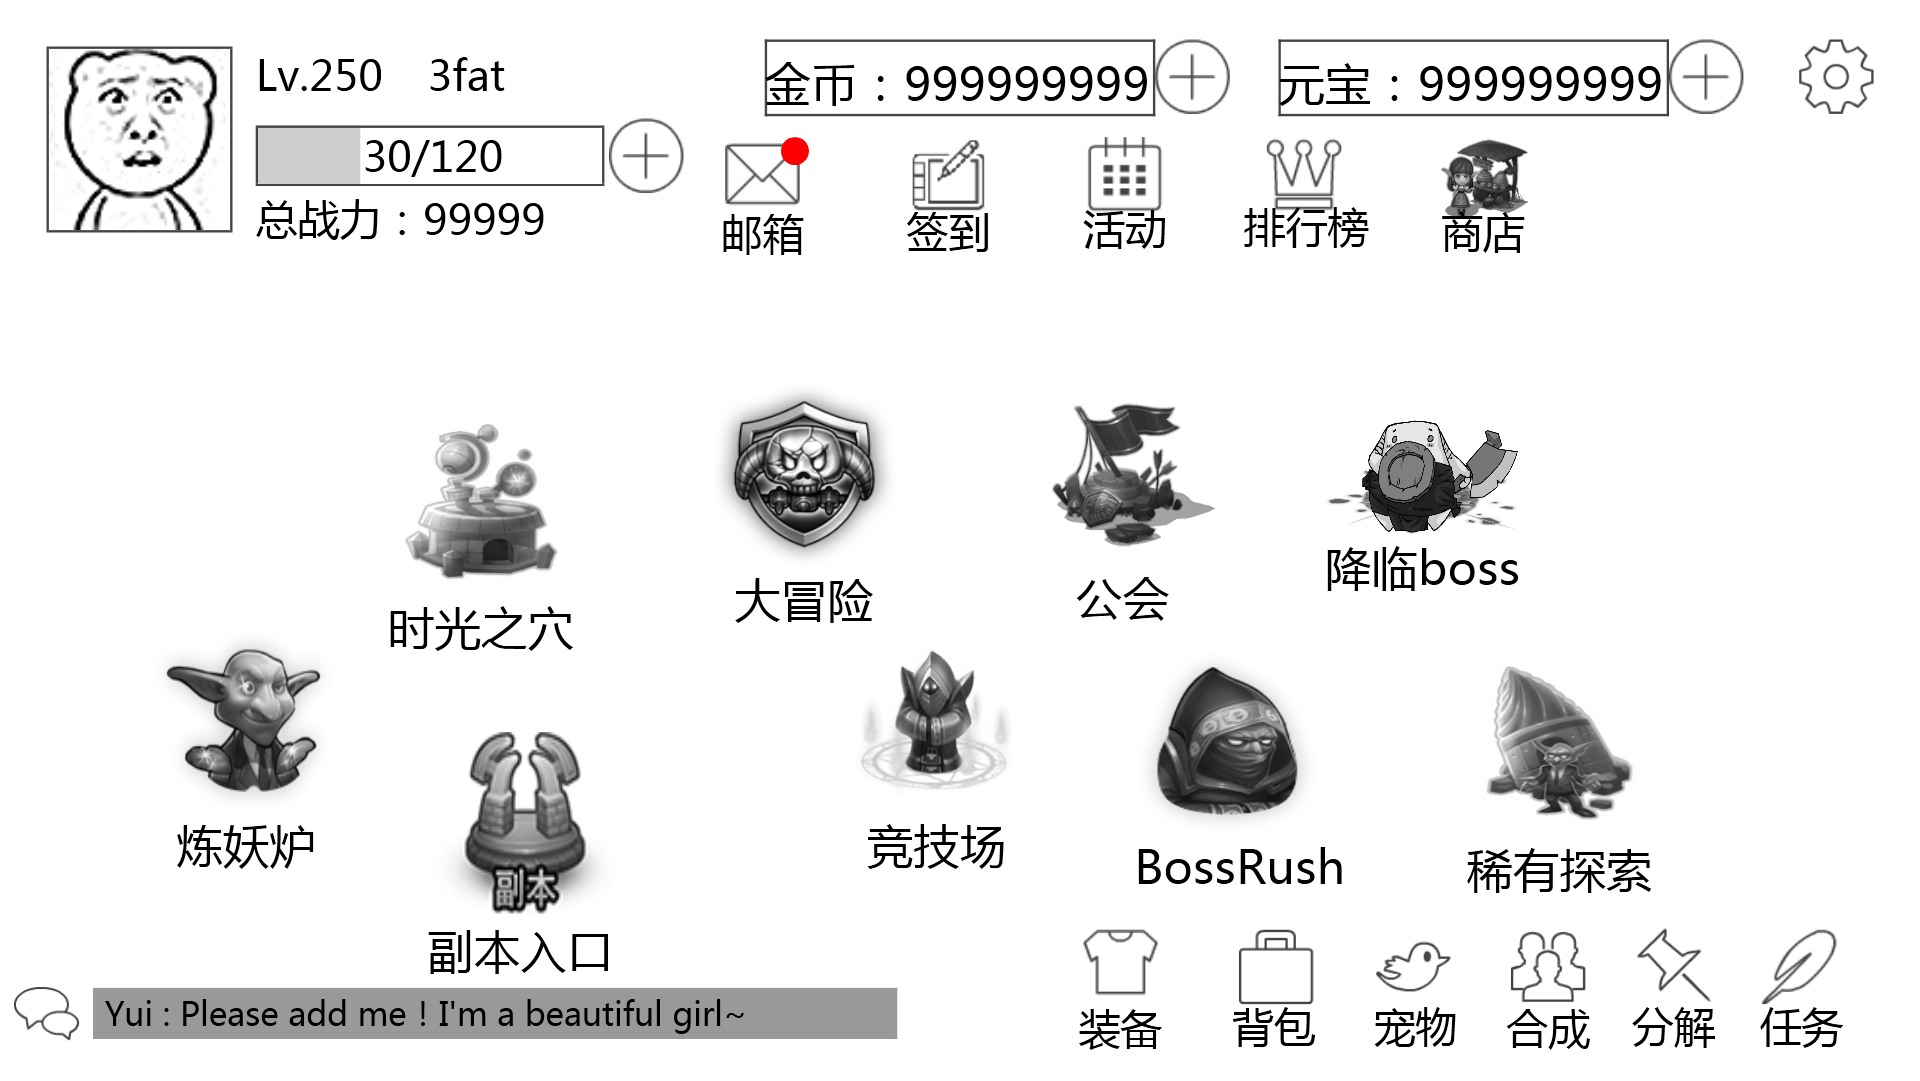 Lv.250 3fat
金币：999999999
元宝：999999999
30/120
总战力：99999
邮箱
签到
活动
排行榜
商店
时光之穴
大冒险
公会
降临boss
炼妖炉
副本
副本入口
竞技场
BossRush
稀有探索
Yui : Please add me ! I'm a beautiful girl~
装备
背包
宠物
合成
分解
任务